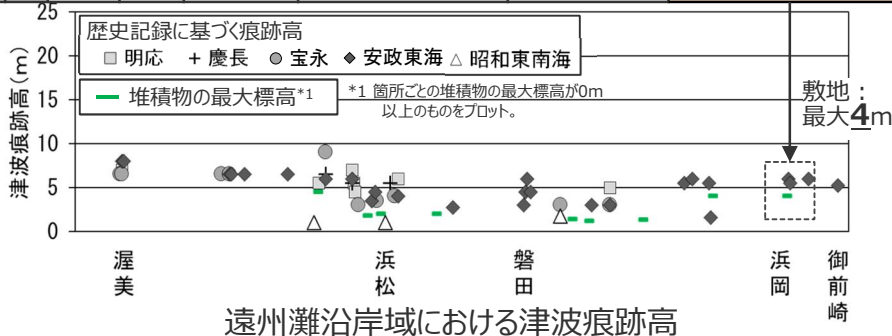 津波痕跡高(m)
25
20
15
10
5
0
歴史記録に基づく痕跡高
明応 慶長 宝永 安政東海 昭和東南海
堆積物の最大標高*1
*1 箇所ごとの堆積物の最大標高が0m
以上のものをプロット。
敷地:
最大4m
渥美
浜松
磐田
浜岡
御前崎
遠州灘沿岸域における津波痕跡高